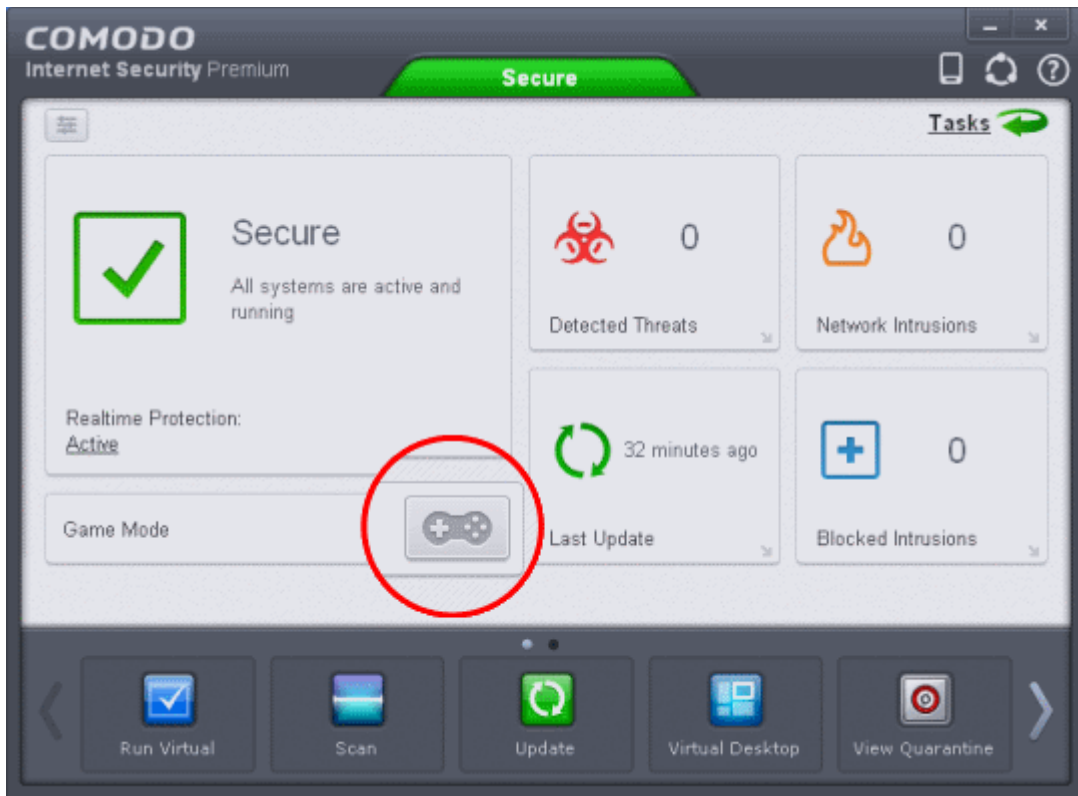 COMODO
Internet Security Premium
Secure
Tasks
Secure
All systems are active and
running
0
Detected Threats
0
Network Intrusions
Realtime Protection:
Active
32 minutes ago
Last Update
0
Blocked Intrusions
Game Mode
Run Virtual
Scan
Update
Virtual Desktop
View Quarantine